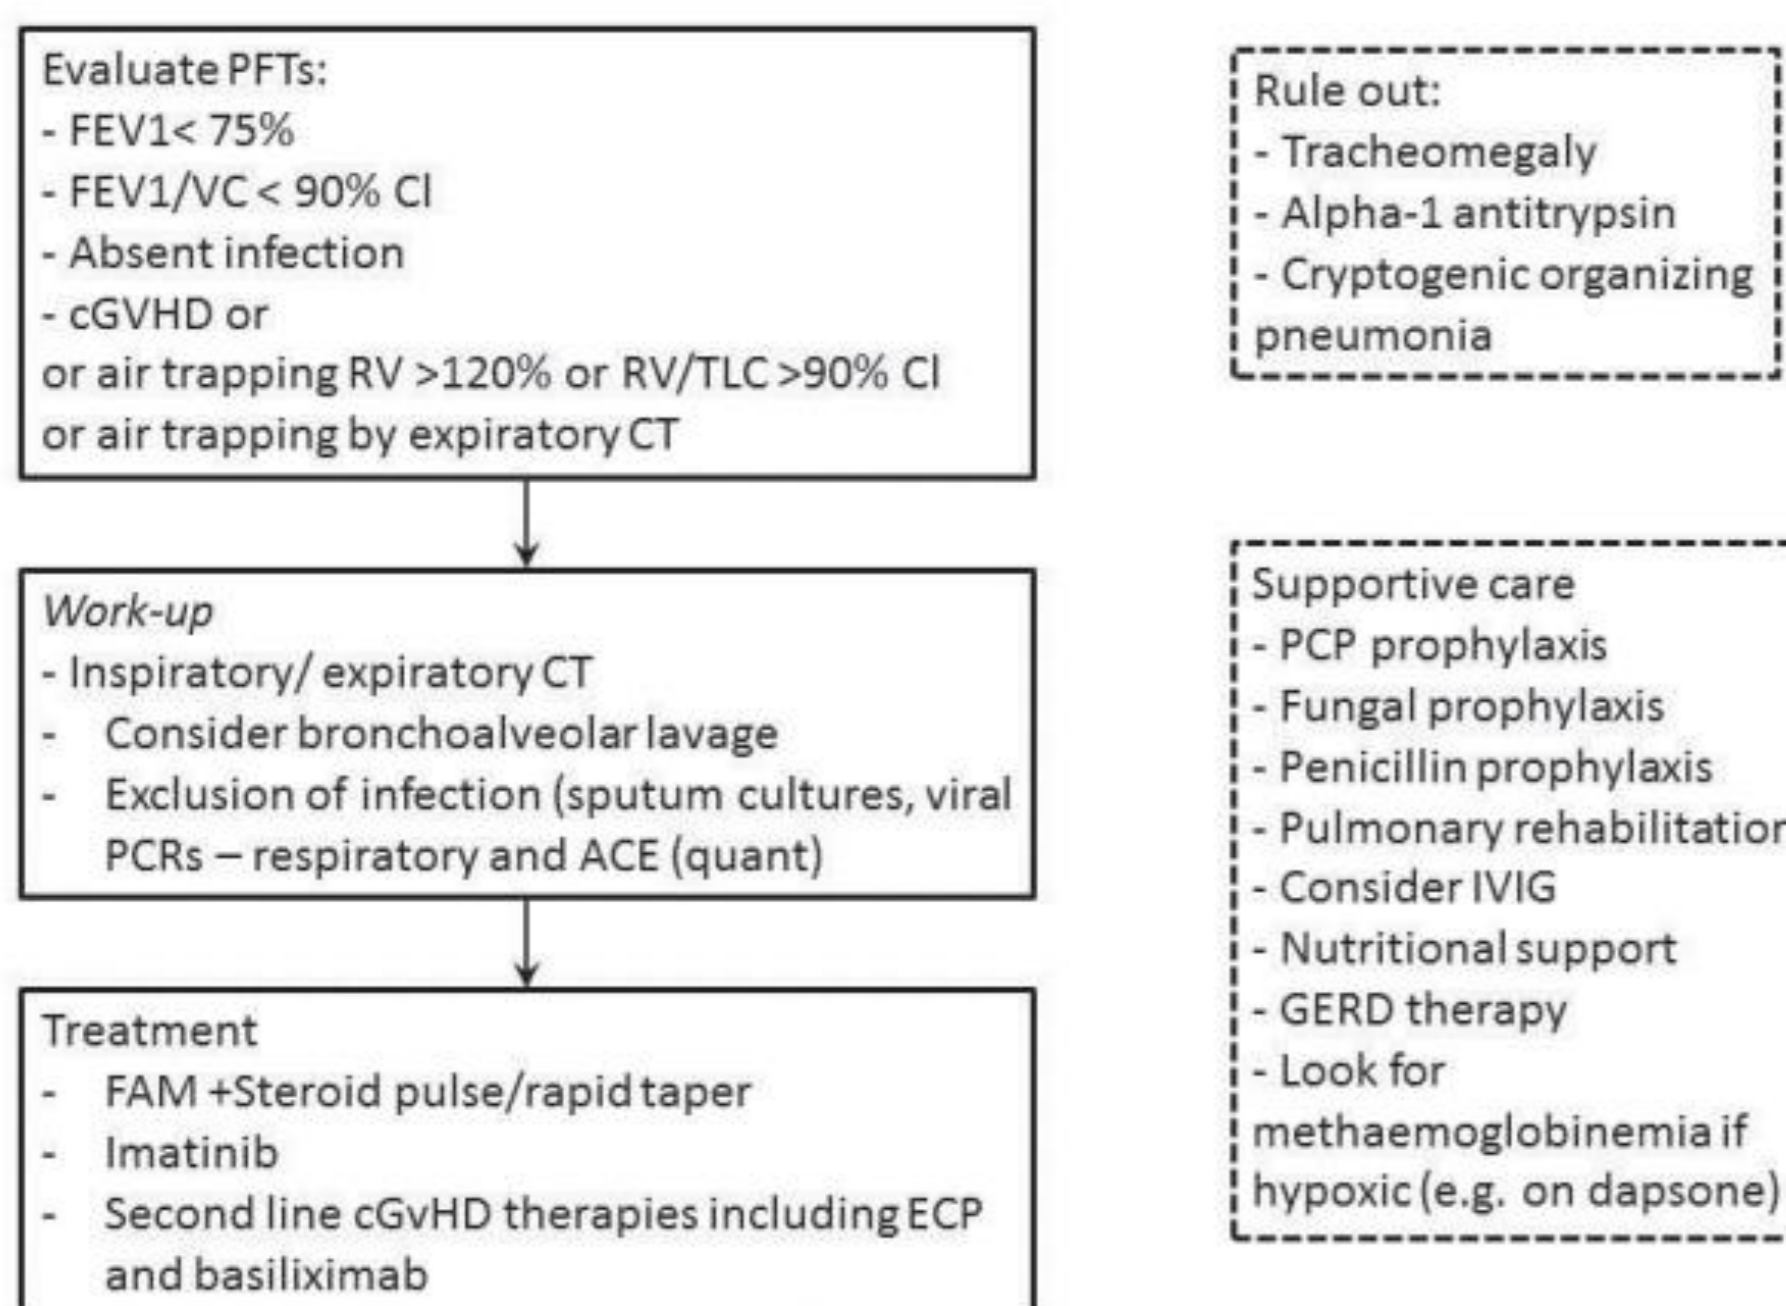 Evaluate PFTs:
- FEV1< 75%
- FEV1/VC < 90% Cl
- Absent infection
- cGVHD or
or air trapping RV >120% or RV/TLC >90% Cl
or air trapping by expiratory CT
Work-up
- Inspiratory/ expiratory CT
- Consider bronchoalveolar lavage
- Exclusion of infection (sputum cultures, viral
PCRs – respiratory and ACE (quant)
Treatment
- FAM +Steroid pulse/rapid taper
- Imatinib
- Second line cGvHD therapies including ECP
and basiliximab
Rule out:
- Tracheomegaly
- Alpha-1 antitrypsin
- Cryptogenic organizing
pneumonia
Supportive care
- PCP prophylaxis
- Fungal prophylaxis
- Penicillin prophylaxis
- Pulmonary rehabilitation
- Consider IVIG
- Nutritional support
- GERD therapy
- Look for
methaemoglobinemia if
hypoxic (e.g. on dapsone)